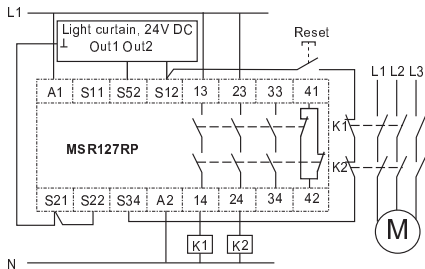 L1
Light curtain, 24V DC
Out1 Out2
Reset
A1 S11 S52 S12 13 23 33 41
L1 L2 L3
K1
MSR127RP
K2
S21 S22 S34 A2 14 24 34 42
K1 K2
M
N